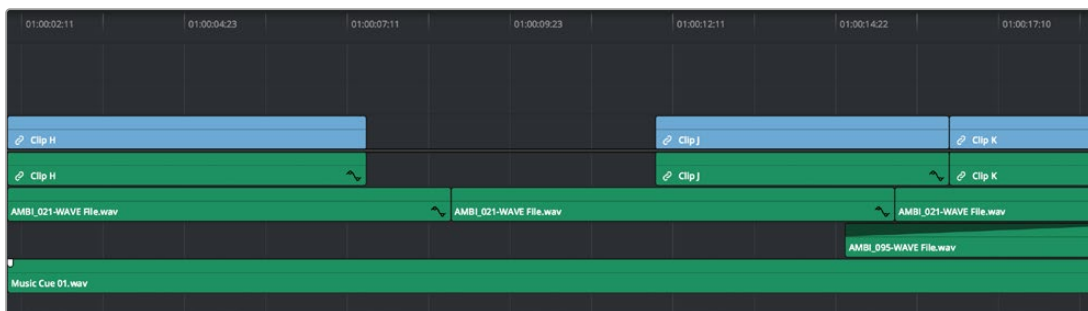 01:00:02:11 01:00:04:23 01:00:07:11 01:00:09:23 01:00:12:11 01:00:14:22 01:00:17:10
Clip H Clip J Clip K
Clip H Clip J Clip K
AMBI_021-WAVE File.wav AMBI_021-WAVE File.wav AMBI_021-WAVE File.wav
AMBI_095-WAVE File.wav
Music Cue 01.wav